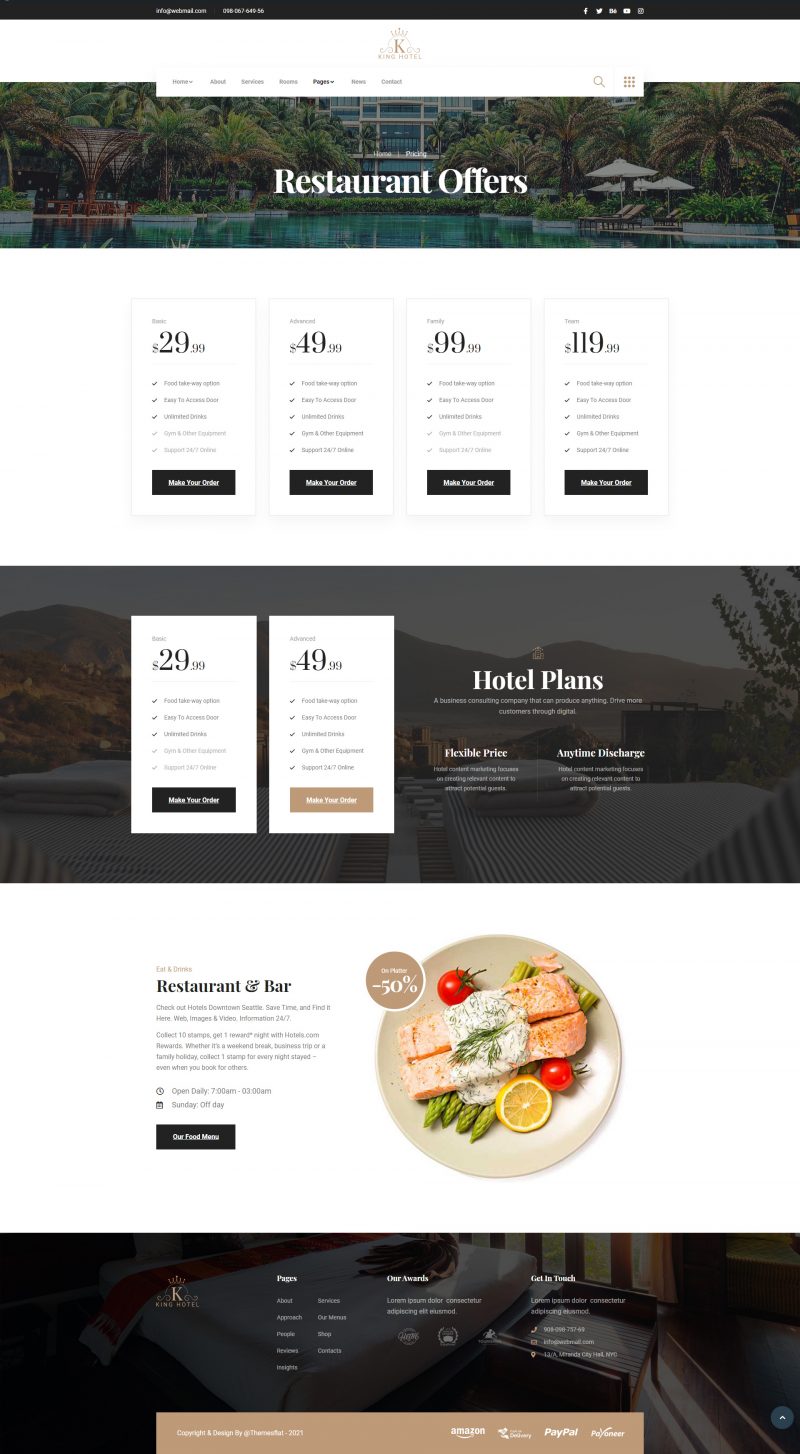 info@webmail.com 098-067-649-56
K
KING HOTEL
Home About Services Rooms Pages News Contact
Home Pricing
Restaurant Offers
Basic
$29.99
Food take-way option
Easy To Access Door
Unlimited Drinks
Gym & Other Equipment
Support 24/7 Online
Make Your Order
Advanced
$49.99
Food take-way option
Easy To Access Door
Unlimited Drinks
Gym & Other Equipment
Support 24/7 Online
Make Your Order
Family
$99.99
Food take-way option
Easy To Access Door
Unlimited Drinks
Gym & Other Equipment
Support 24/7 Online
Make Your Order
Team
$119.99
Food take-way option
Easy To Access Door
Unlimited Drinks
Gym & Other Equipment
Support 24/7 Online
Make Your Order
Basic
$29.99
Food take-way option
Easy To Access Door
Unlimited Drinks
Gym & Other Equipment
Support 24/7 Online
Make Your Order
Advanced
$49.99
Food take-way option
Easy To Access Door
Unlimited Drinks
Gym & Other Equipment
Support 24/7 Online
Make Your Order
Hotel Plans
A business consulting company that can produce anything. Drive more
customers through digital.
Flexible Price
Hotel content marketing focuses
on creating relevant content to
attract potential guests.
Anytime Discharge
Hotel content marketing focuses
on creating relevant content to
attract potential guests.
Eat & Drinks
Restaurant & Bar
Check out Hotels Downtown Seattle. Save Time, and Find it
Here. Web, Images & Video, Information 24/7.
Collect 10 stamps, get 1 reward* night with Hotels.com
Rewards. Whether it's a weekend break, business trip or a
family holiday, collect 1 stamp for every night stayed –
even when you book for others.
Open Daily: 7:00am - 03:00am
Sunday: Off day
Our Food Menu
On Platter
-50%
K
KING HOTEL
Pages
About
Approach
People
Reviews
Insights
Services
Our Menus
Shop
Contacts
Our Awards
Lorem ipsum dolor consectetur
adipiscing elit eiusmod.
Get In Touch
Lorem ipsum dolor consectetur
adipiscing eiusmod.
908-098-757-69
info@webmail.com
13/A, Miranda City Hall, NYC
Copyright & Design By @Themesflat - 2021
amazon
Delivery
PayPal
Payoneer